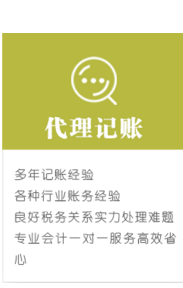 代理记账
多年记账经验
各种行业账务经验
良好税务关系实力处理难题
专业会计一对一服务高效省
心